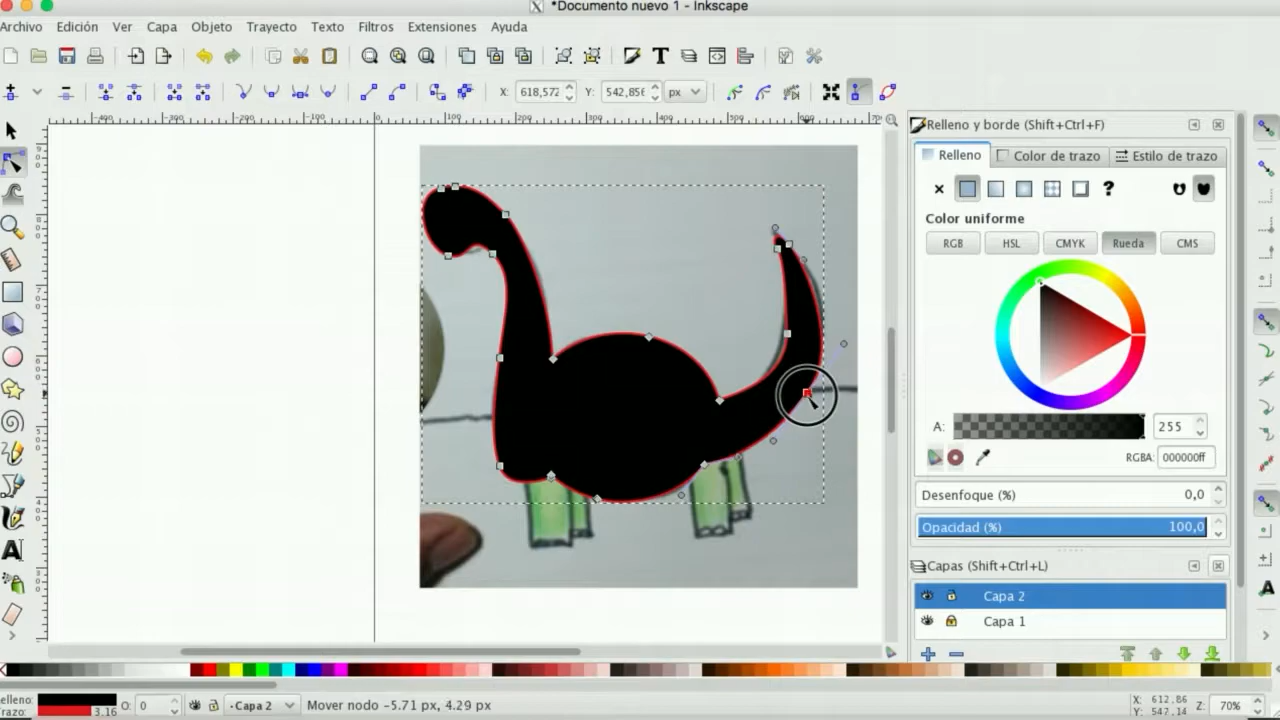 *Documento nuevo 1 - Inkscape
Archivo Edición Ver Capa Objeto Trayecto Texto Filtros Extensiones Ayuda
X: 618,572 Y: 542,856 px
Relleno y borde (Shift+Ctrl+F)
Relleno Color de trazo Estilo de trazo
Color uniforme
RGB HSL CMYK Rueda CMS
A: 255
RGBA: 000000ff
Desenfoque (%) 0,0
Opacidad (%) 100,0
Capas (Shift+Ctrl+L)
Capa 2
Capa 1
elleno: O: 0 Capa 2 Mover nodo -5.71 px, 4.29 px X: 612,86 Z: 70%
razo: 3.16 Y: 547,14